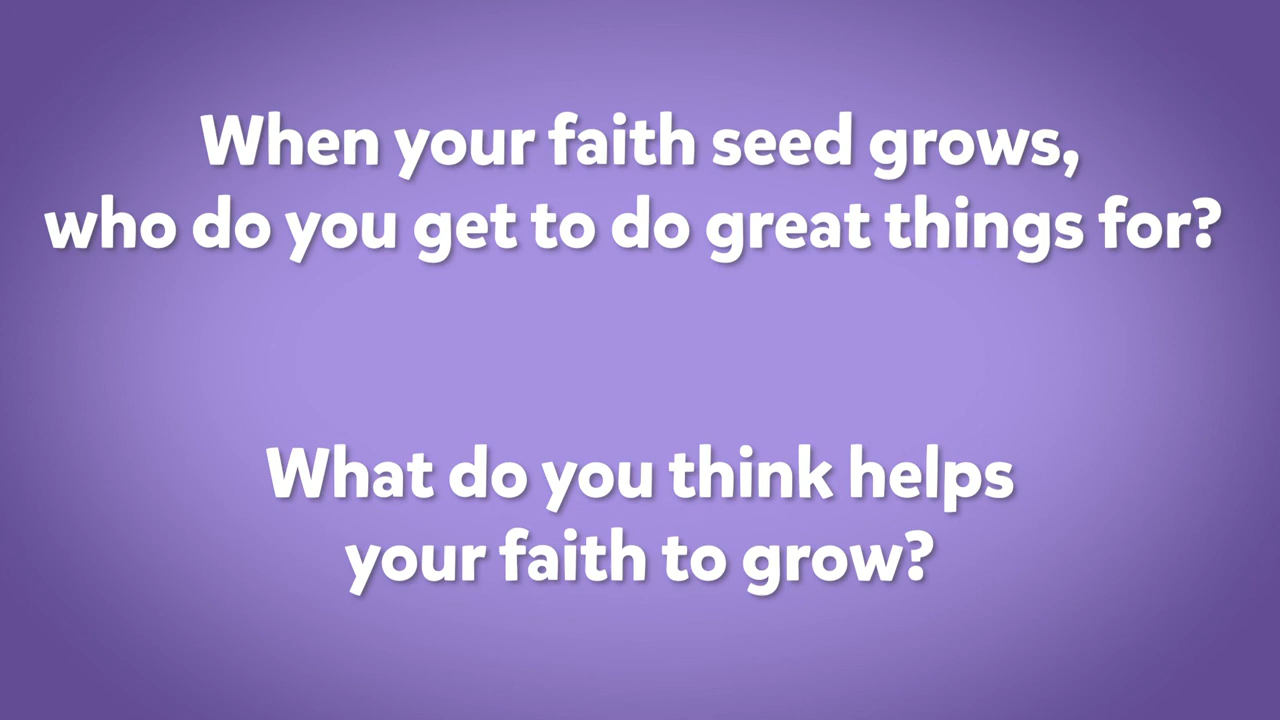 When your faith seed grows,
who do you get to do great things for?
What do you think helps
your faith to grow?